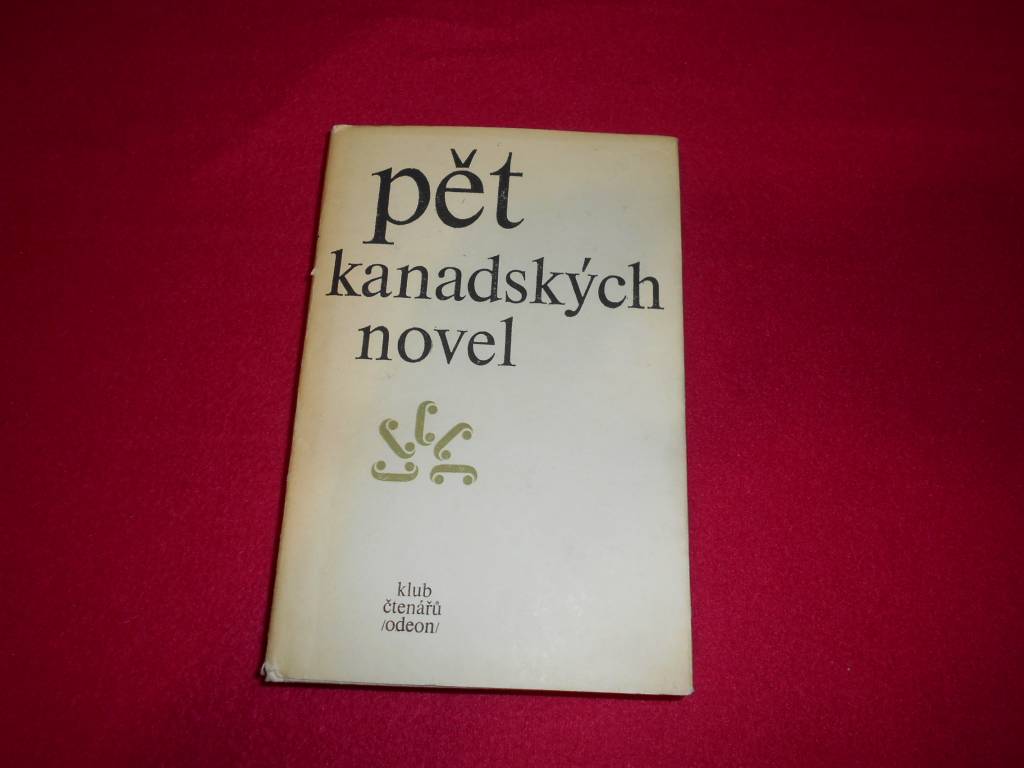 pět
kanadských
novel
klub
čtenářů
/odeon/